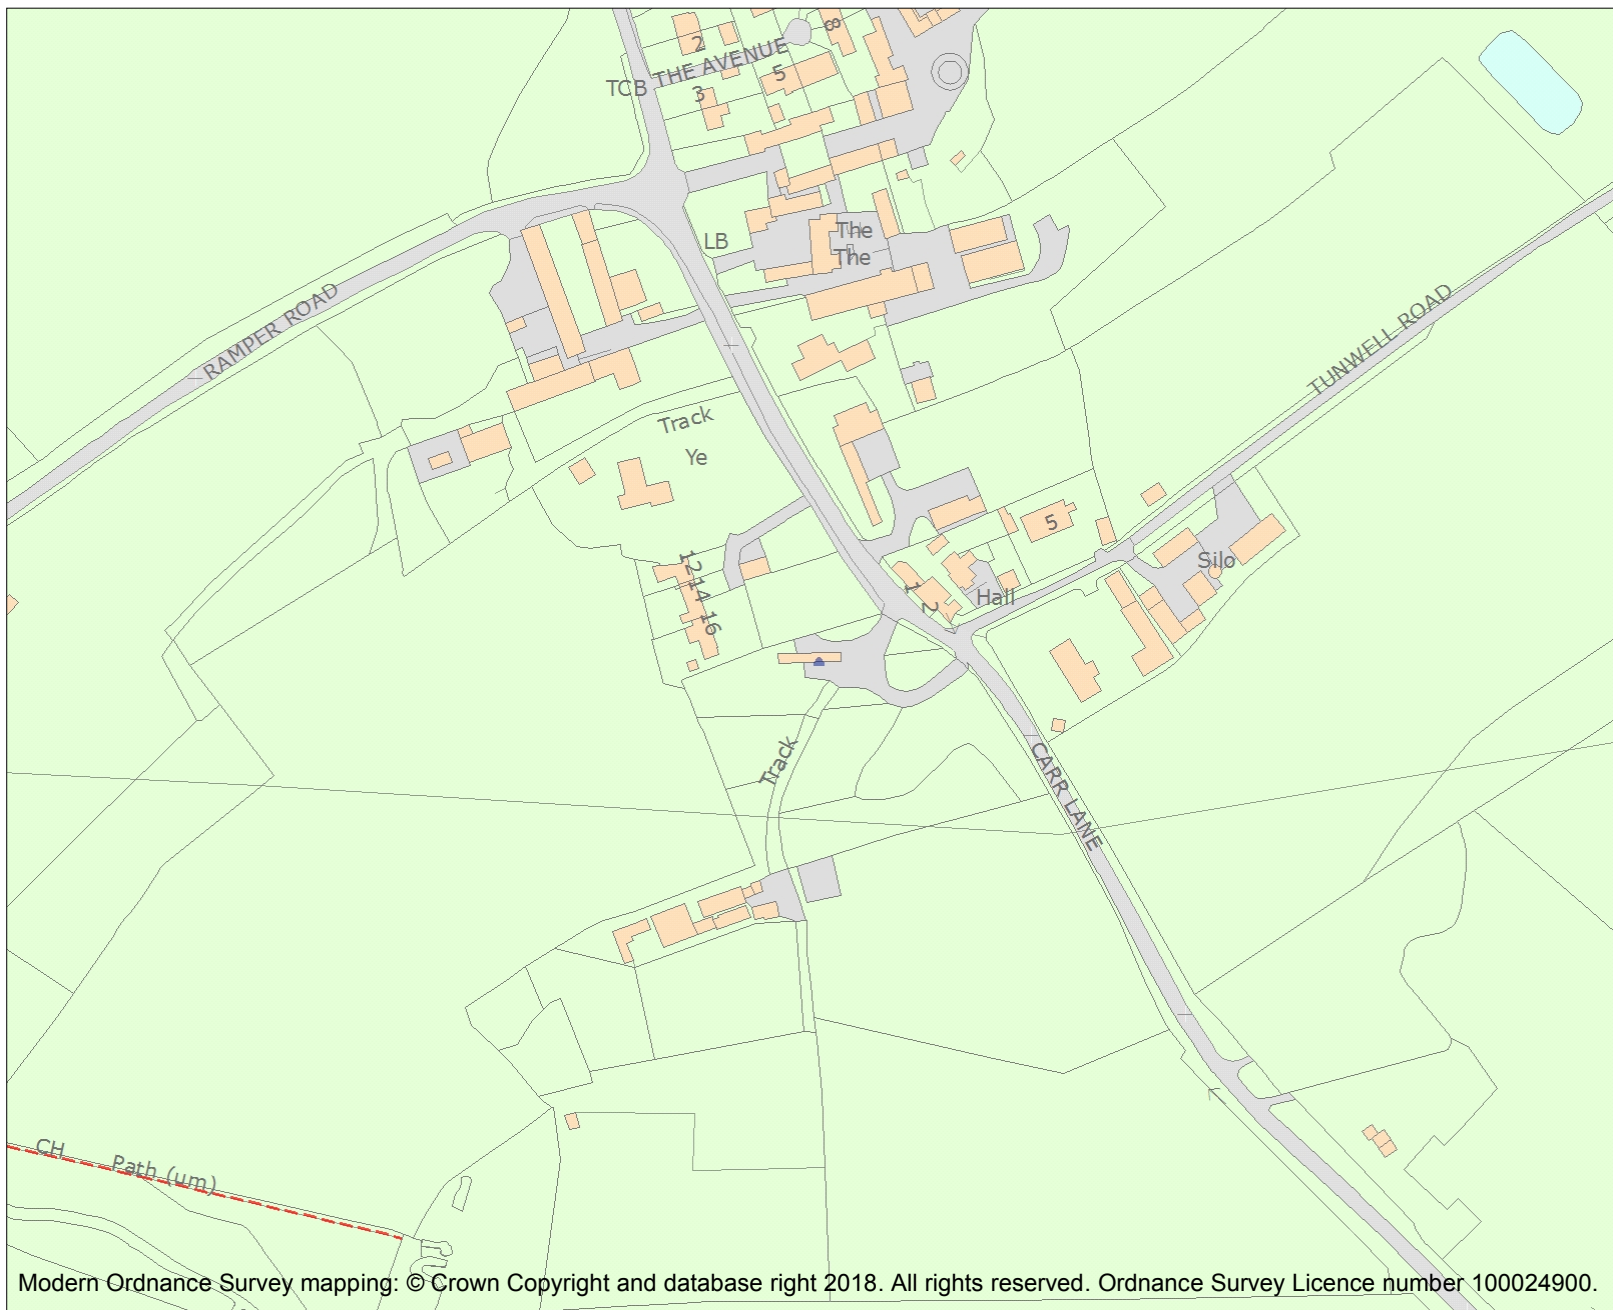 8
2
THE AVENUE
5
TCB
3
LB
The
The
RAMPER ROAD
TUNWELL ROAD
Track
Ye
5
Silo
12
14
16
1
2
Hall
Track
CARR LANE
CH
Path (um)
Modern Ordnance Survey mapping: © Crown Copyright and database right 2018. All rights reserved. Ordnance Survey Licence number 100024900.